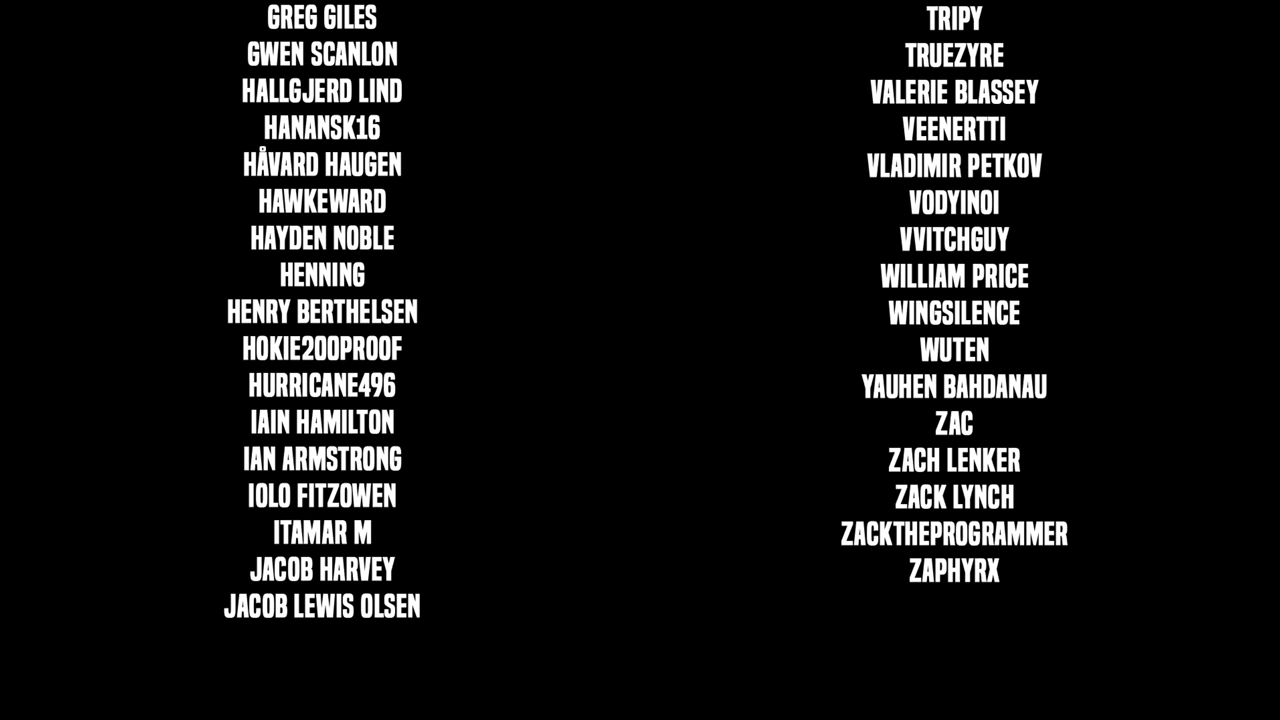 GREG GILES
GWEN SCANLON
HALLGJERD LIND
HANANSK16
HÅVARD HAUGEN
HAWKEWARD
HAYDEN NOBLE
HENNING
HENRY BERTHELSEN
HOKIE200PROOF
HURRICANE496
IAIN HAMILTON
IAN ARMSTRONG
IOLO FITZOWEN
ITAMAR M
JACOB HARVEY
JACOB LEWIS OLSEN
TRIPY
TRUEZYRE
VALERIE BLASSEY
VEENERTTI
VLADIMIR PETKOV
VODYINOI
VVITCHGUY
WILLIAM PRICE
WINGSILENCE
WUTEN
YAUHEN BAHDANAU
ZAC
ZACH LENKER
ZACK LYNCH
ZACKTHEPROGRAMMER
ZAPHYRX